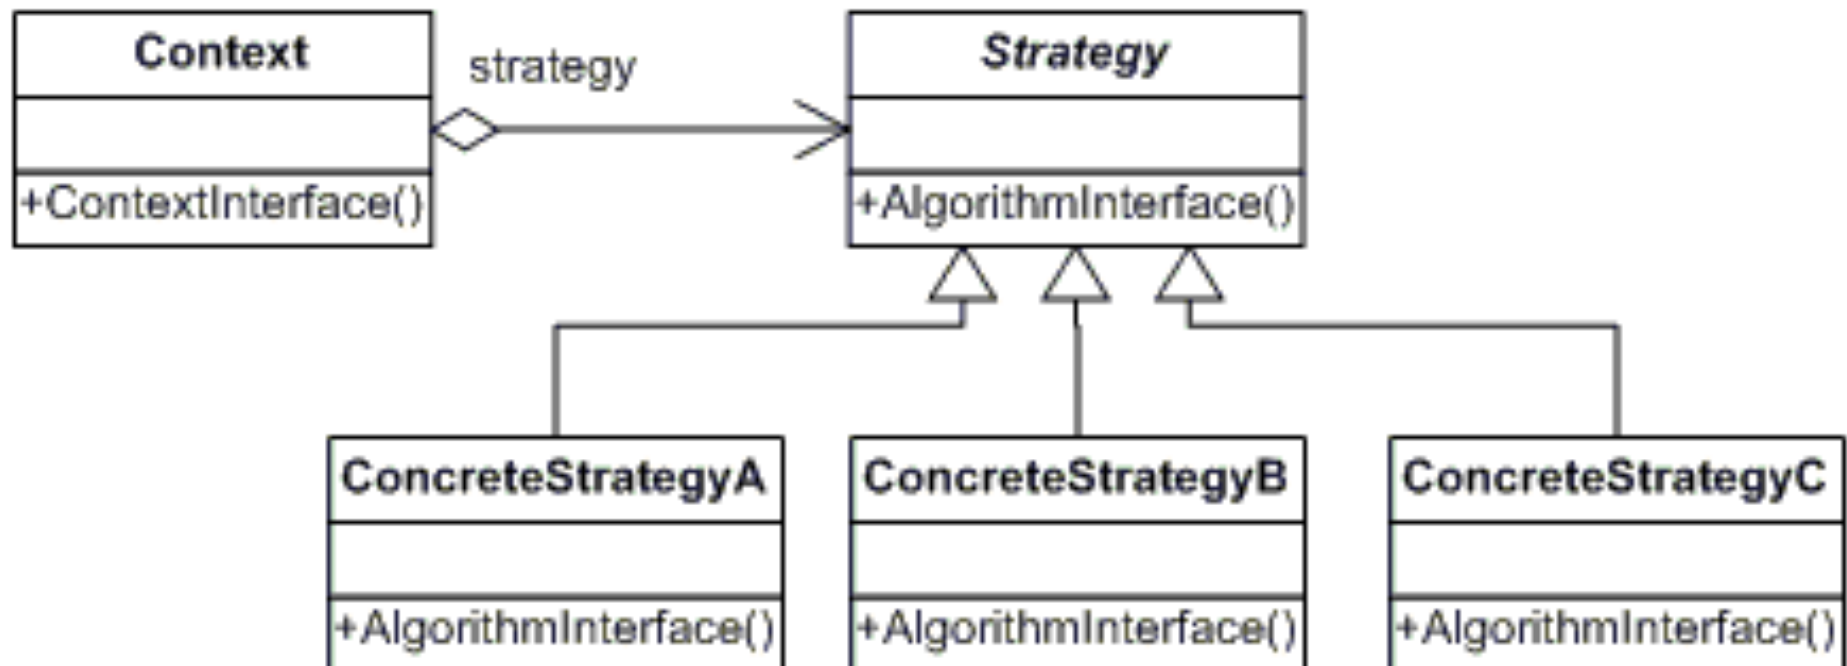 Context
strategy
Strategy
+ContextInterface()
+AlgorithmInterface()
ConcreteStrategyA
ConcreteStrategyB
ConcreteStrategyC
+AlgorithmInterface()
+AlgorithmInterface()
+AlgorithmInterface()